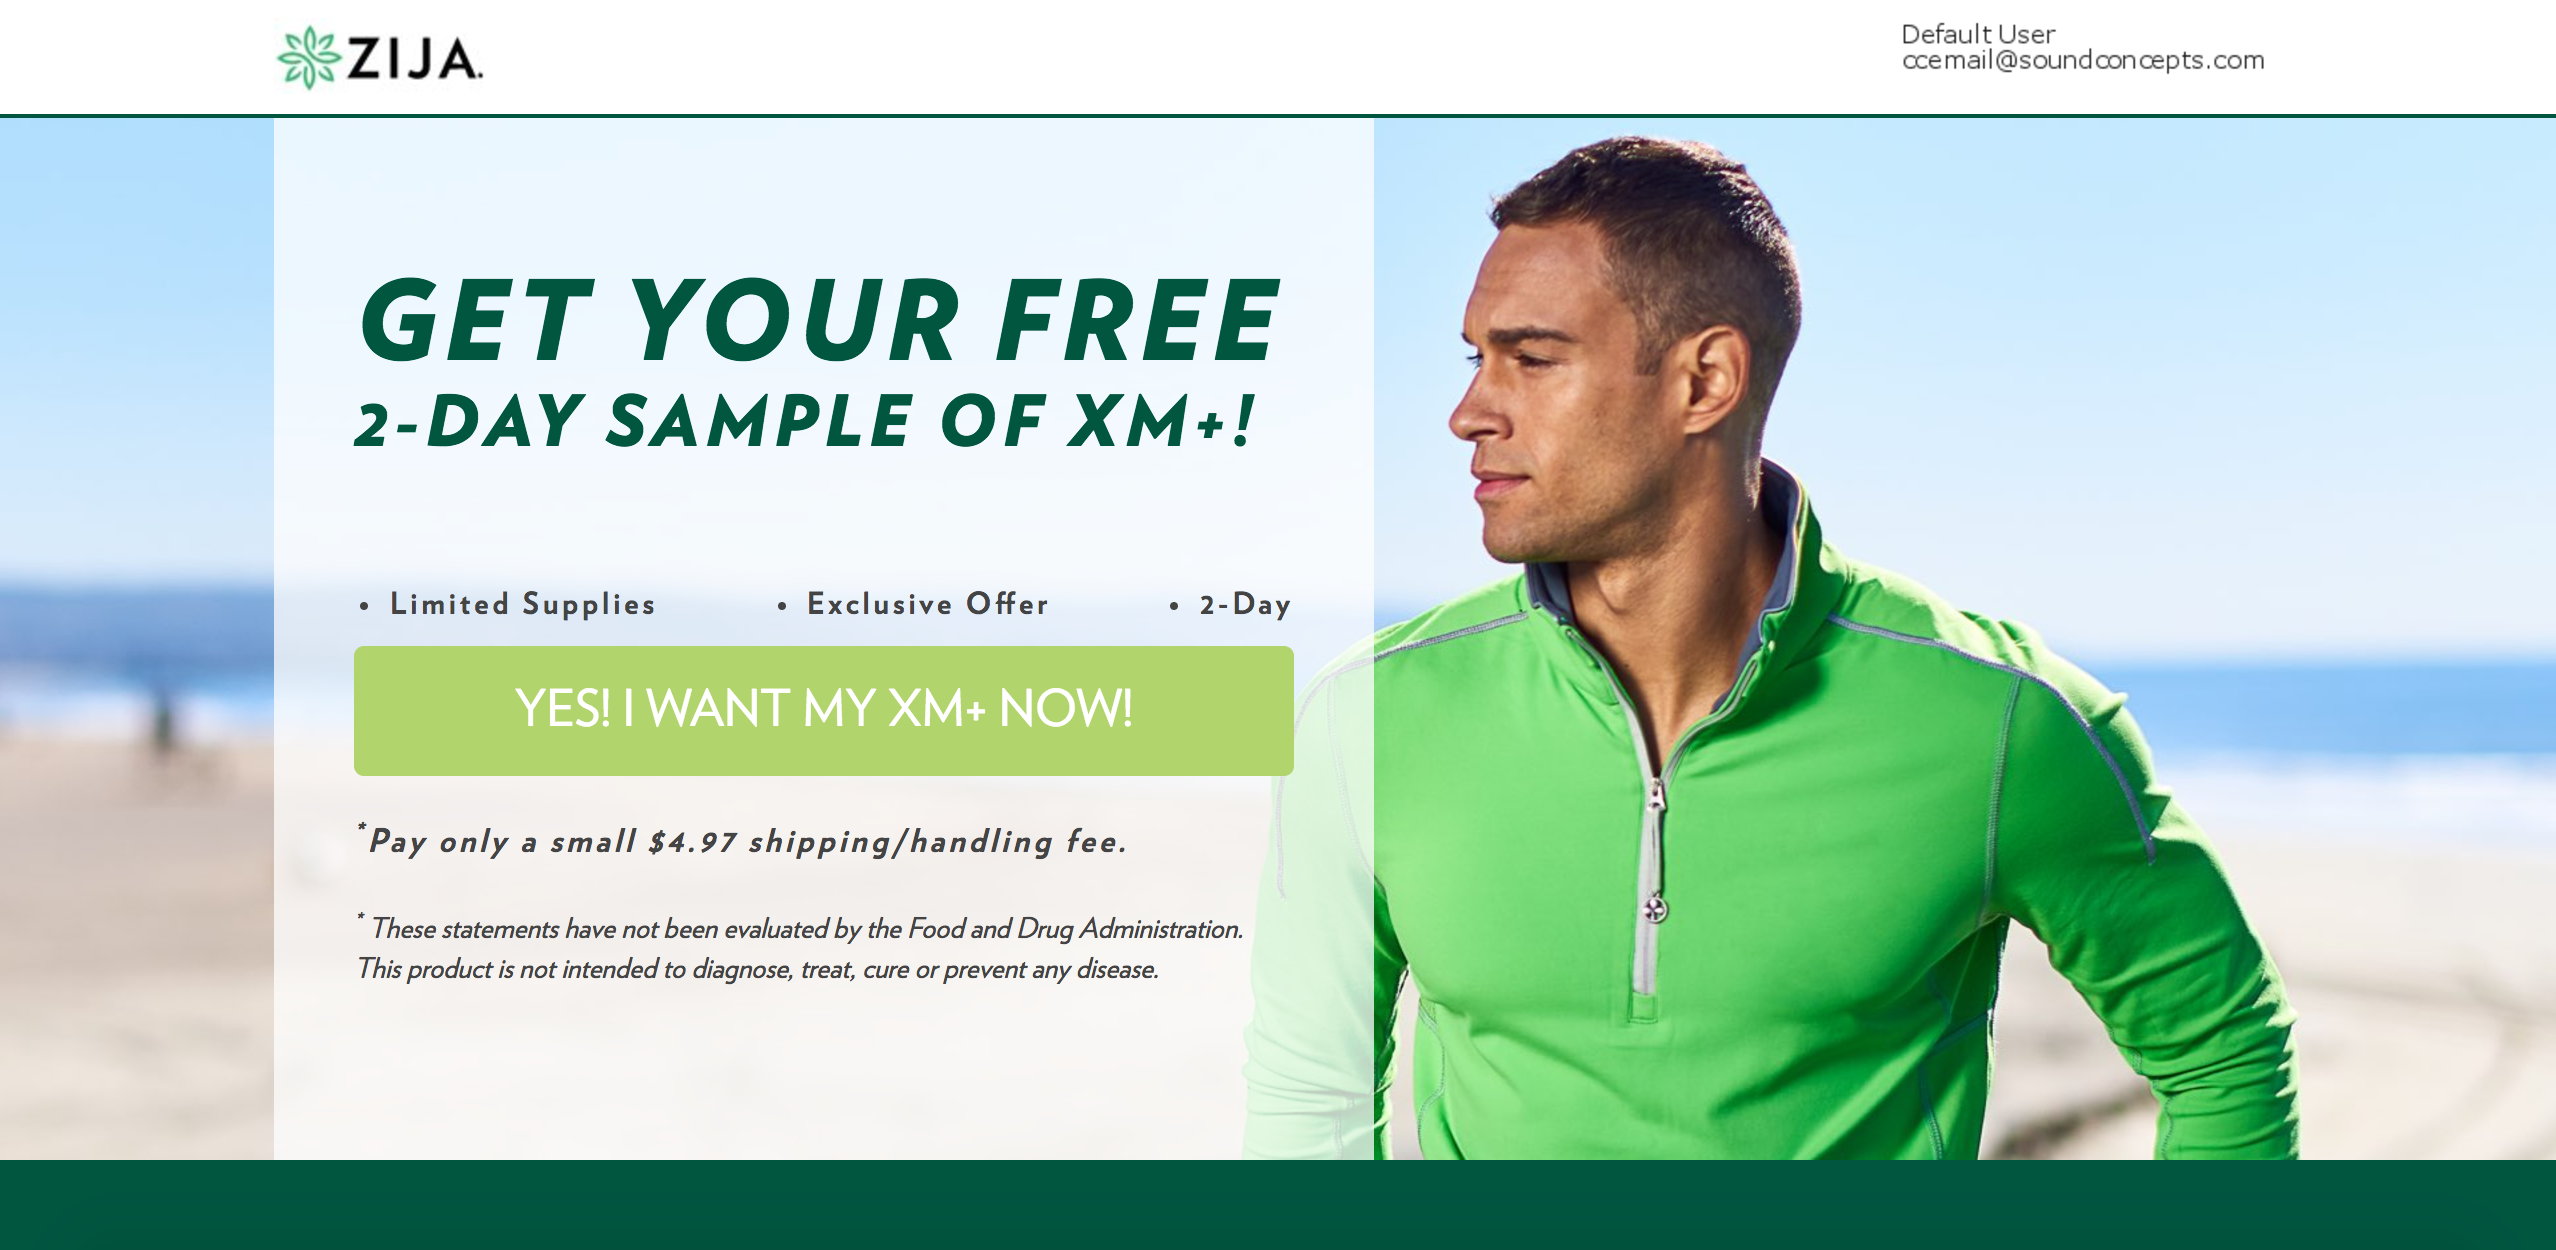 ZIJA.
Default User
ccemail@soundconcepts.com
GET YOUR FREE
2-DAY SAMPLE OF XM+!
• Limited Supplies • Exclusive Offer • 2-Day
YES! I WANT MY XM+ NOW!
*Pay only a small $4.97 shipping/handling fee.
* These statements have not been evaluated by the Food and Drug Administration.
This product is not intended to diagnose, treat, cure or prevent any disease.